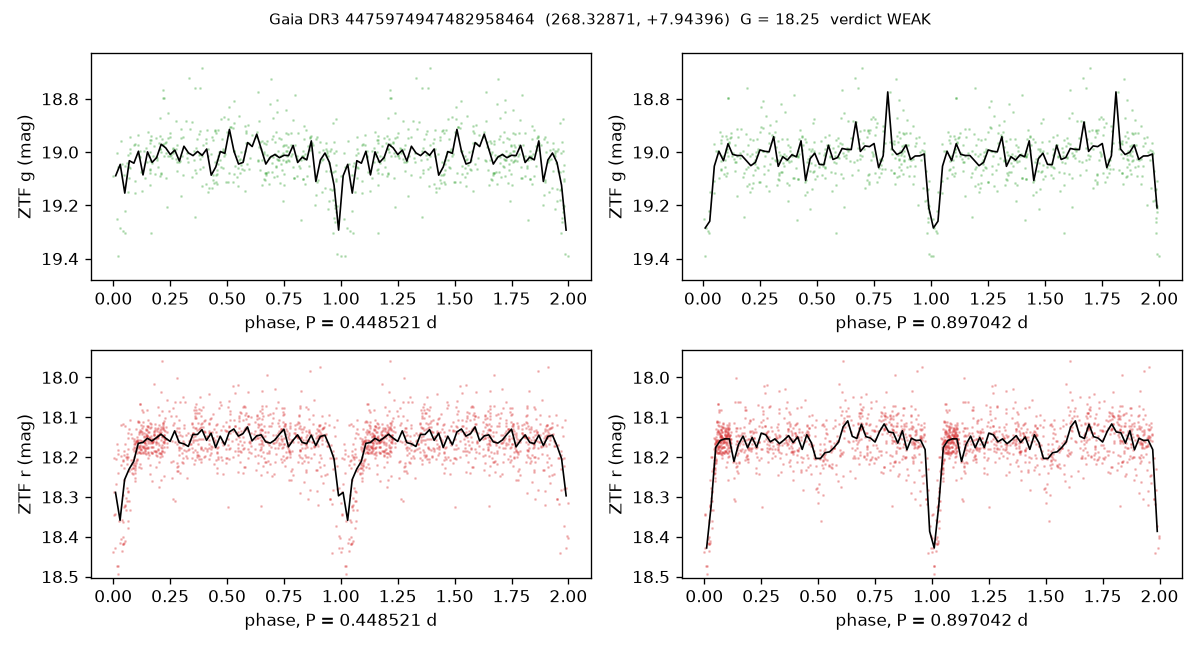 Gaia DR3 4475974947482958464  (268.32871, +7.94396)  G = 18.25  verdict WEAK
ZTF g (mag)
18.8
19.0
19.2
19.4
0.00 0.25 0.50 0.75 1.00 1.25 1.50 1.75 2.00
phase, P = 0.448521 d
ZTF g (mag)
18.8
19.0
19.2
19.4
0.00 0.25 0.50 0.75 1.00 1.25 1.50 1.75 2.00
phase, P = 0.897042 d
ZTF r (mag)
18.0
18.1
18.2
18.3
18.4
18.5
0.00 0.25 0.50 0.75 1.00 1.25 1.50 1.75 2.00
phase, P = 0.448521 d
ZTF r (mag)
18.0
18.1
18.2
18.3
18.4
18.5
0.00 0.25 0.50 0.75 1.00 1.25 1.50 1.75 2.00
phase, P = 0.897042 d